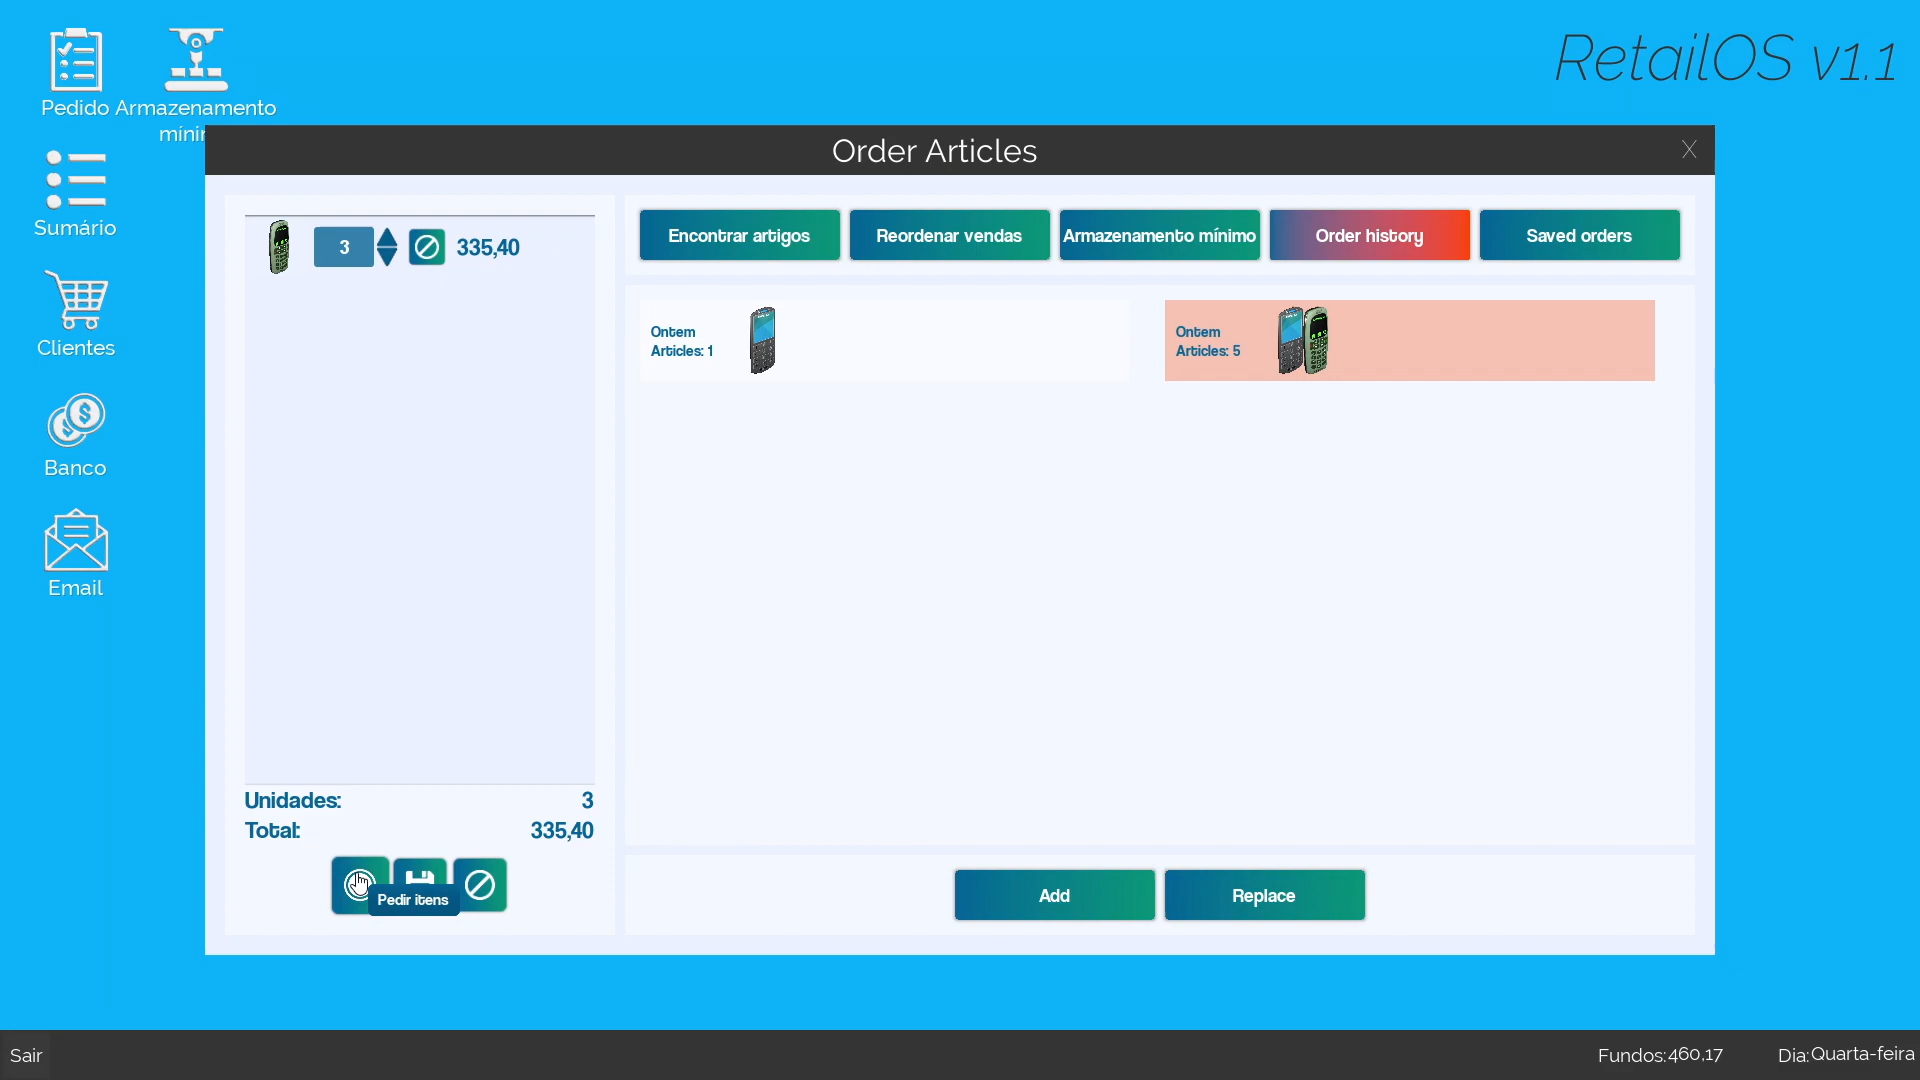 RetailOS v1.1
Pedido
Armazenamento
Order Articles
X
Sumário
Clientes
Banco
Email
3
335,40
Unidades:
3
Total:
335,40
Pedir itens
Encontrar artigos
Reordenar vendas
Armazenamento mínimo
Order history
Saved orders
Ontem
Articles: 1
Ontem
Articles: 5
Add
Replace
Sair
Fundos:460,17
Dia:Quarta-feira